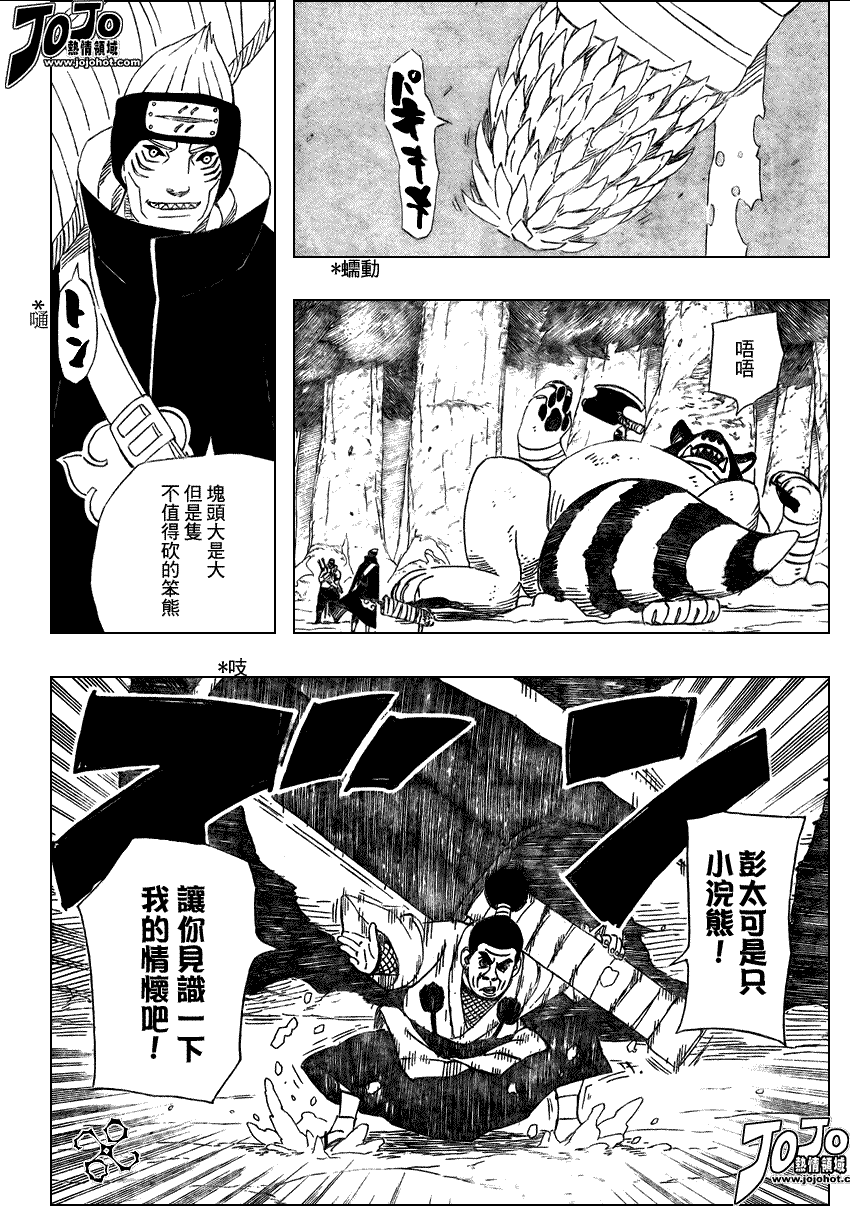 JOJO
熱情領域
www.jojohot.com
パキキキ
*蠕動
唔唔
トン
*嗵
塊頭大是大
但是隻
不值得砍的笨熊
*吱
ズン
彭太可是只
小浣熊！
讓你見識一下
我的情懷吧！
JOJO
熱情領域
www.jojohot.com